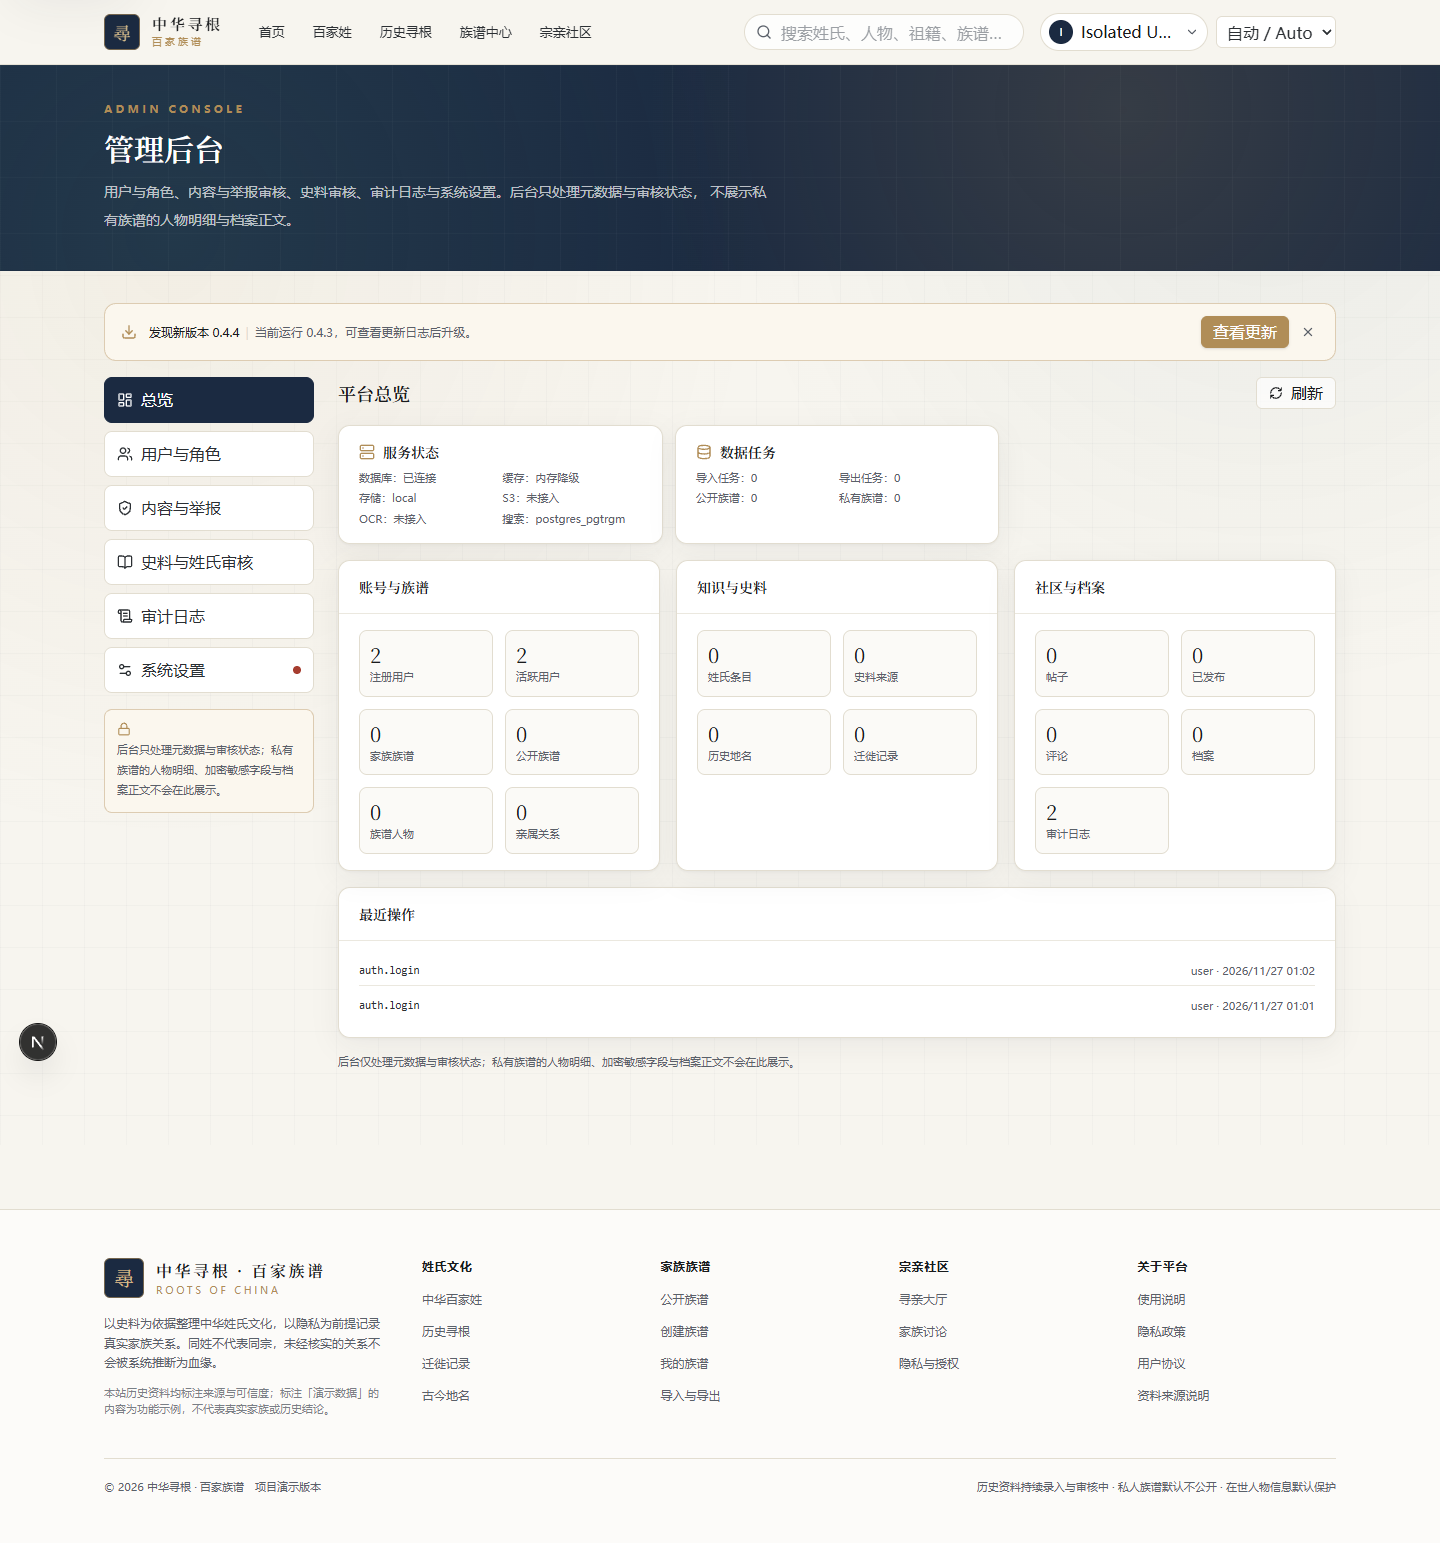 尋
中华寻根
百家族谱
首页
百家姓
历史寻根
族谱中心
宗亲社区
搜索姓氏、人物、祖籍、族谱...
I
Isolated U...
自动 / Auto
ADMIN CONSOLE
管理后台
用户与角色、内容与举报审核、史料审核、审计日志与系统设置。后台只处理元数据与审核状态， 不展示私
有族谱的人物明细与档案正文。
发现新版本 0.4.4
当前运行 0.4.3，可查看更新日志后升级。
查看更新
总览
用户与角色
内容与举报
史料与姓氏审核
审计日志
系统设置
后台只处理元数据与审核状态；私有
族谱的人物明细、加密敏感字段与档
案正文不会在此展示。
平台总览
刷新
服务状态
数据库：已连接
缓存：内存降级
存储：local
S3：未接入
OCR：未接入
搜索：postgres_pgtrgm
数据任务
导入任务：0
导出任务：0
公开族谱：0
私有族谱：0
账号与族谱
2
注册用户
2
活跃用户
0
家族族谱
0
公开族谱
0
族谱人物
0
亲属关系
知识与史料
0
姓氏条目
0
史料来源
0
历史地名
0
迁徙记录
社区与档案
0
帖子
0
已发布
0
评论
0
档案
2
审计日志
最近操作
auth.login
user · 2026/11/27 01:02
auth.login
user · 2026/11/27 01:01
后台仅处理元数据与审核状态；私有族谱的人物明细、加密敏感字段与档案正文不会在此展示。
N
尋
中华寻根 · 百家族谱
ROOTS OF CHINA
以史料为依据整理中华姓氏文化，以隐私为前提记录
真实家族关系。同姓不代表同宗，未经核实的关系不
会被系统推断为血缘。
本站历史资料均标注来源与可信度；标注「演示数据」的
内容为功能示例，不代表真实家族或历史结论。
姓氏文化
中华百家姓
历史寻根
迁徙记录
古今地名
家族族谱
公开族谱
创建族谱
我的族谱
导入与导出
宗亲社区
寻亲大厅
家族讨论
隐私与授权
关于平台
使用说明
隐私政策
用户协议
资料来源说明
© 2026 中华寻根 · 百家族谱 项目演示版本
历史资料持续录入与审核中 · 私人族谱默认不公开 · 在世人物信息默认保护